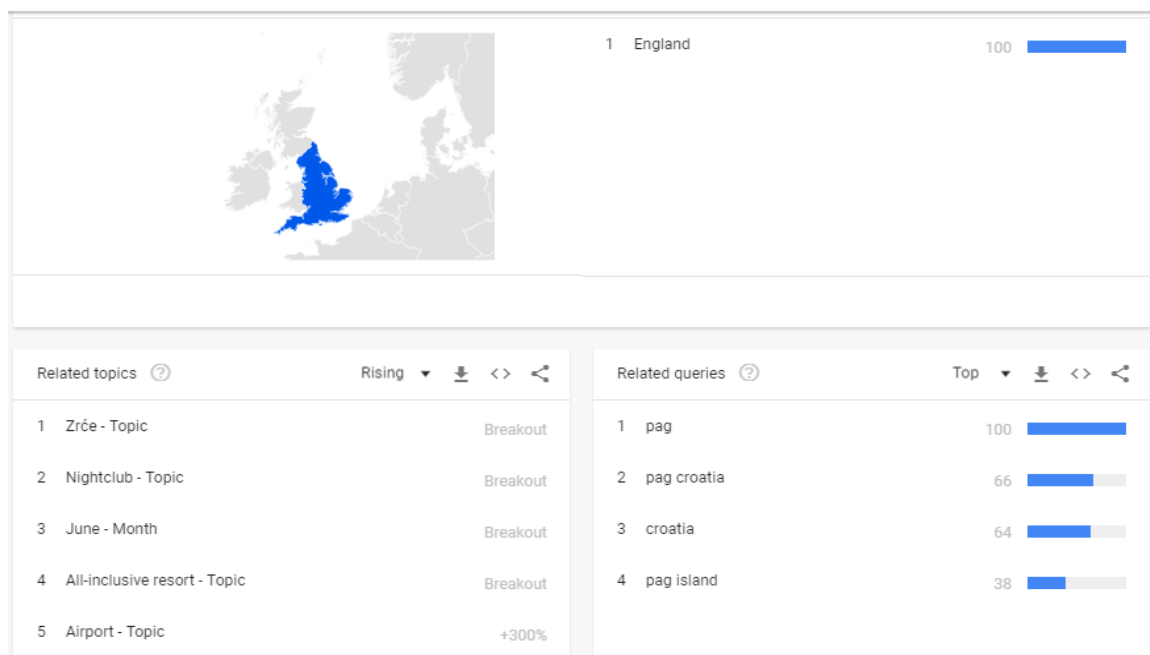 1 England 100
Related topics Rising
1 Zrće - Topic Breakout
2 Nightclub - Topic Breakout
3 June - Month Breakout
4 All-inclusive resort - Topic Breakout
5 Airport - Topic +300%
Related queries Top
1 pag 100
2 pag croatia 66
3 croatia 64
4 pag island 38